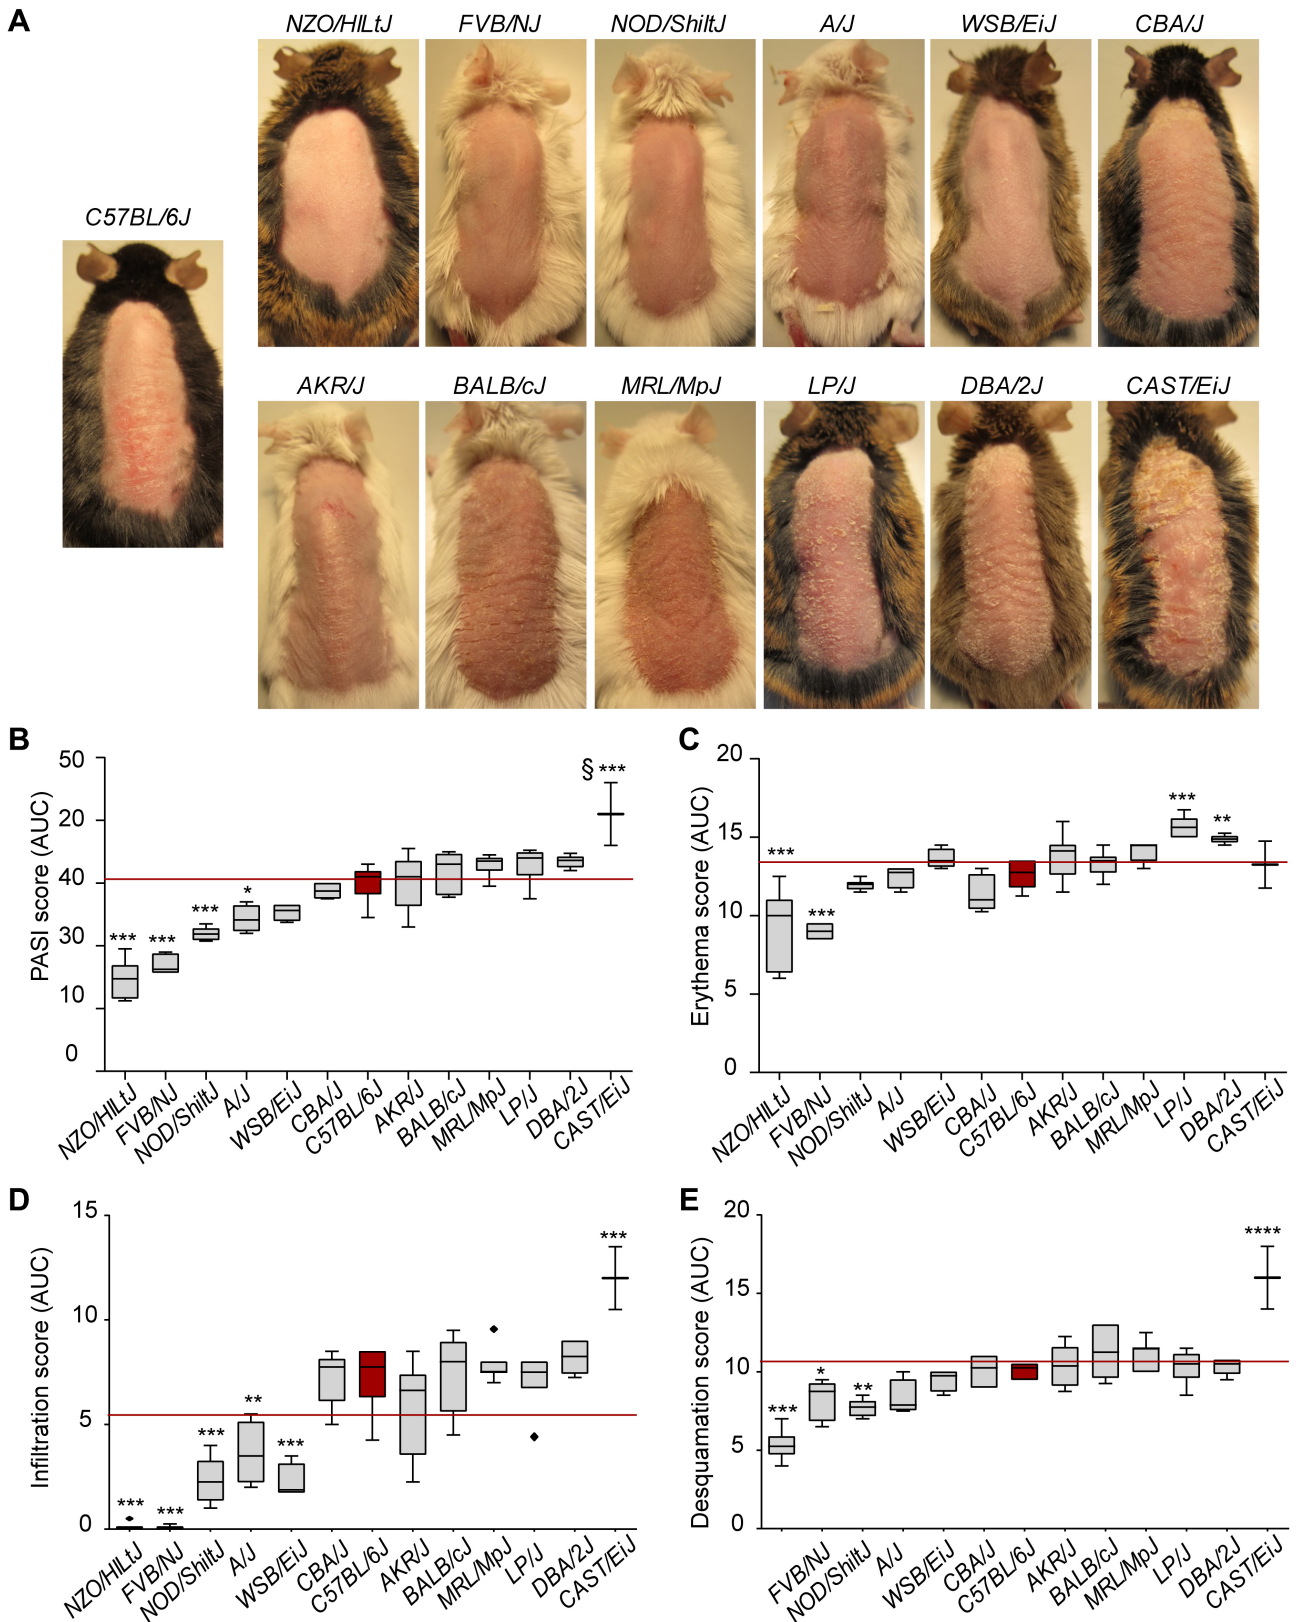 A
NZO/HILtJ FVB/NJ NOD/ShiltJ A/J WSB/EiJ CBA/J
C57BL/6J
AKR/J BALB/cJ MRL/MpJ LP/J DBA/2J CAST/EiJ
B
PASI score (AUC)
50
20
40
30
10
0
*** *** *** * § ***
NZO/HILtJ FVB/NJ NOD/ShiltJ A/J WSB/EiJ CBA/J C57BL/6J AKR/J BALB/cJ MRL/MpJ LP/J DBA/2J CAST/EiJ
C
Erythema score (AUC)
20
15
10
5
0
*** *** *** **
NZO/HILtJ FVB/NJ NOD/ShiltJ A/J WSB/EiJ CBA/J C57BL/6J AKR/J BALB/cJ MRL/MpJ LP/J DBA/2J CAST/EiJ
D
Infiltration score (AUC)
15
10
5
0
*** *** *** ** *** ***
NZO/HILtJ FVB/NJ NOD/ShiltJ A/J WSB/EiJ CBA/J C57BL/6J AKR/J BALB/cJ MRL/MpJ LP/J DBA/2J CAST/EiJ
E
Desquamation score (AUC)
20
15
10
5
0
*** * ** ****
FVB/NJ NOD/ShiltJ A/J WSB/EiJ CBA/J C57BL/6J AKR/J BALB/cJ MRL/MpJ LP/J DBA/2J CAST/EiJ